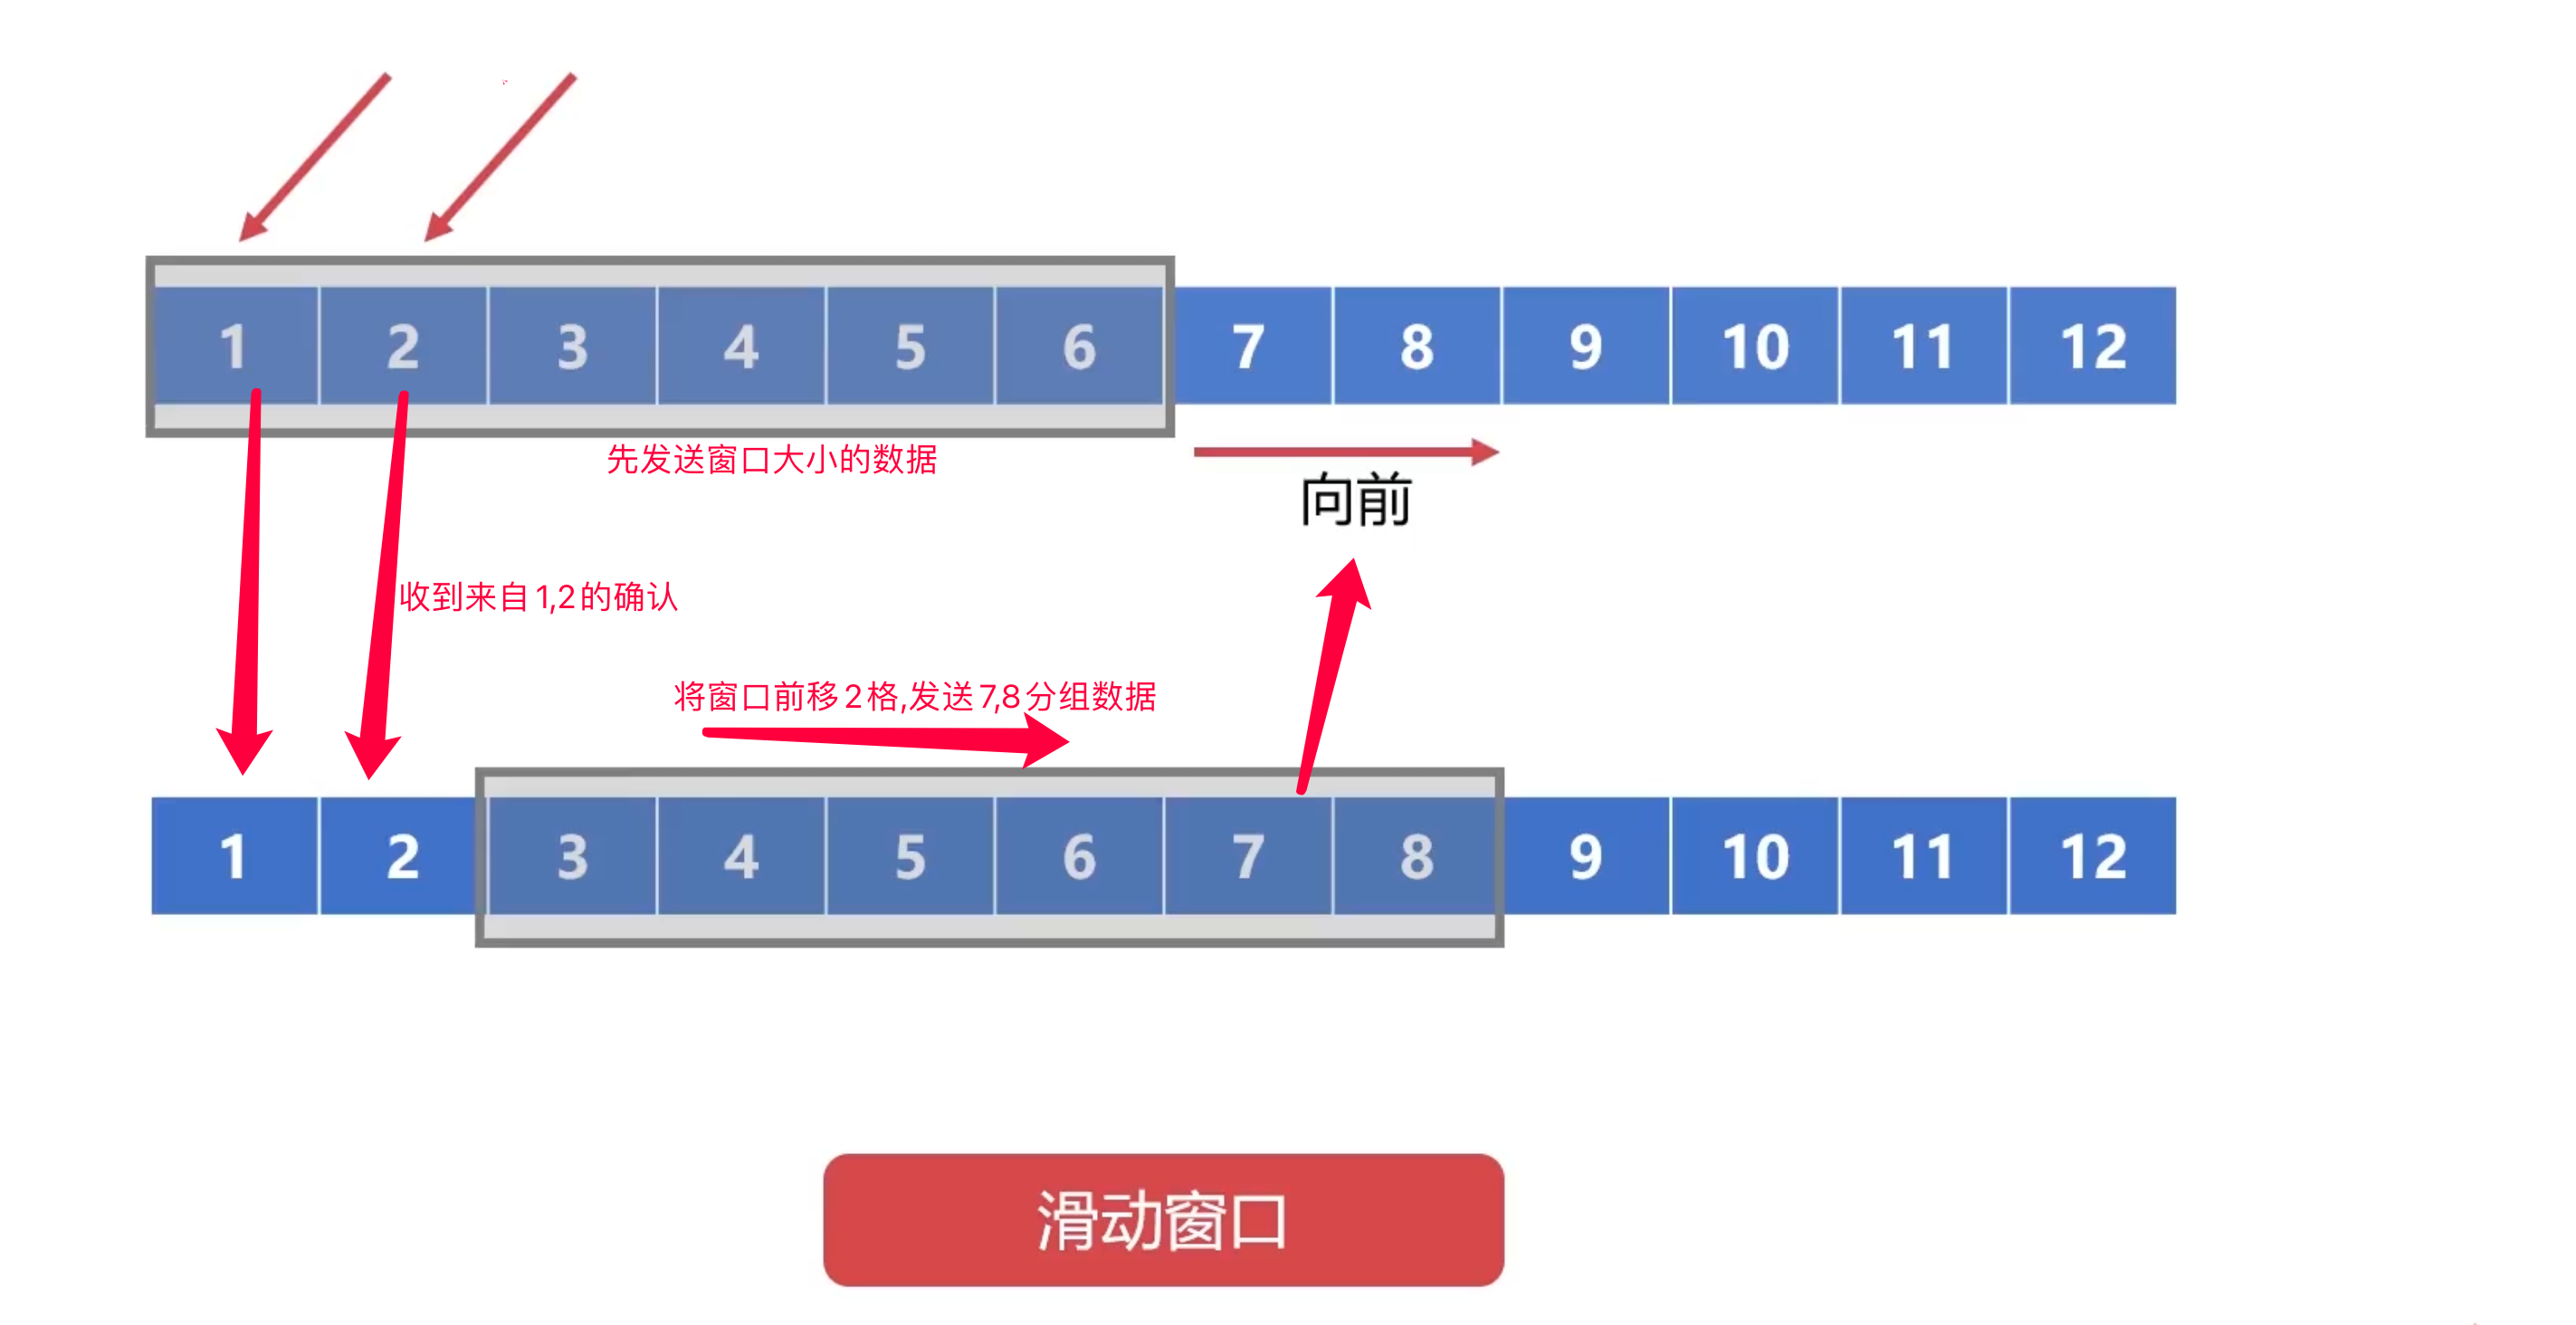 1 2 3 4 5 6 7 8 9 10 11 12
先发送窗口大小的数据
向前
收到来自1,2的确认
将窗口前移2格,发送7,8分组数据
1 2 3 4 5 6 7 8 9 10 11 12
滑动窗口